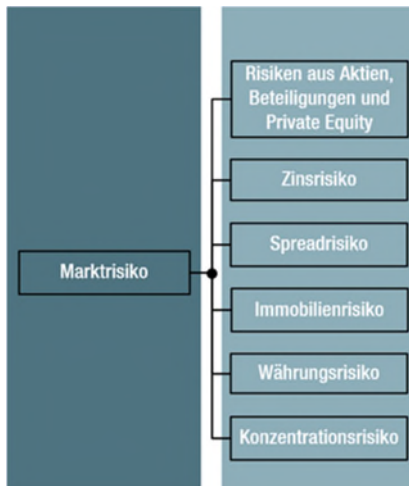 Marktrisiko
Risiken aus Aktien,
Beteiligungen und
Private Equity
Zinsrisiko
Spreadrisiko
Immobilienrisiko
Währungsrisiko
Konzentrationsrisiko